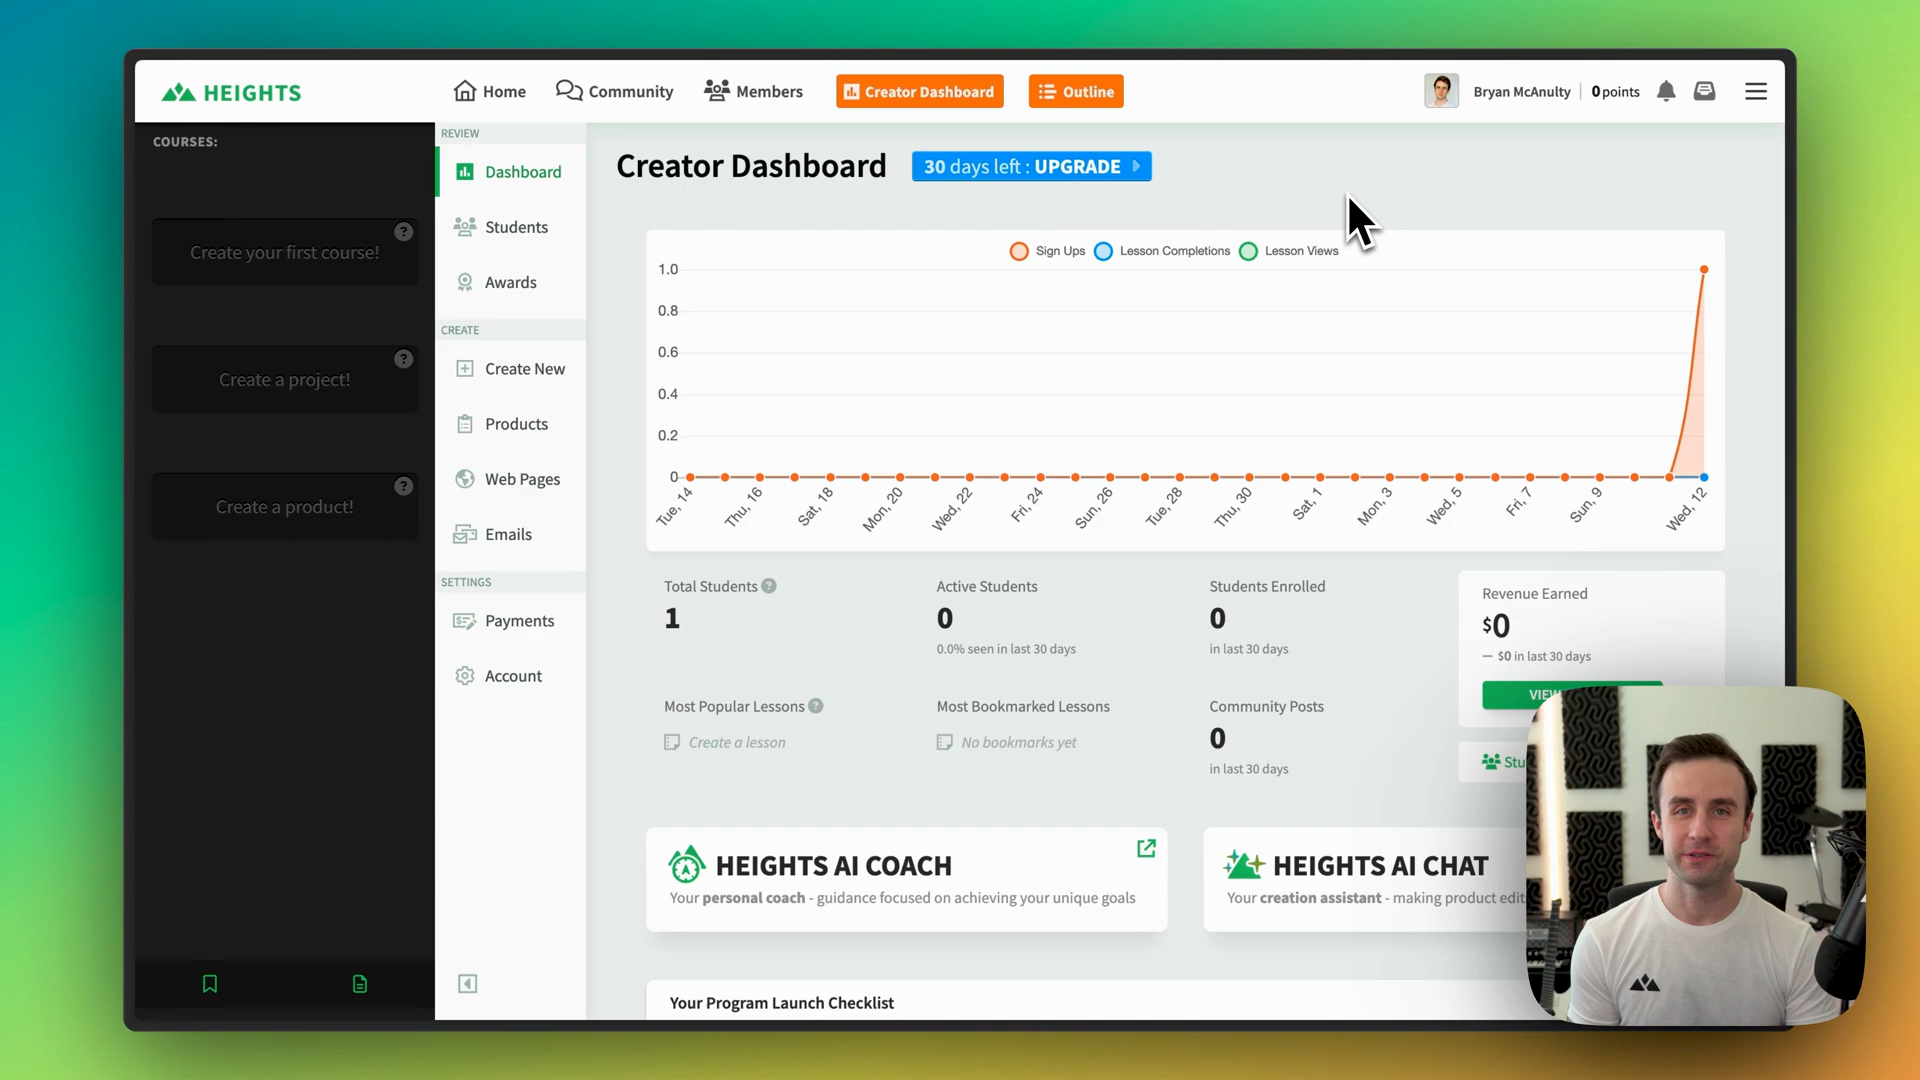 HEIGHTS
Home
Community
Members
Creator Dashboard
Outline
Bryan McAnulty
0 points
COURSES:
Create your first course!
?
Create a project!
?
Create a product!
?
REVIEW
Dashboard
Students
Awards
CREATE
Create New
Products
Web Pages
Emails
SETTINGS
Payments
Account
Creator Dashboard
30 days left : UPGRADE
Sign Ups
Lesson Completions
Lesson Views
1.0
0.8
0.6
0.4
0.2
0
Tue, 14
Thu, 16
Sat, 18
Mon, 20
Wed, 22
Fri, 24
Sun, 26
Tue, 28
Thu, 30
Sat, 1
Mon, 3
Wed, 5
Fri, 7
Sun, 9
Wed, 12
Total Students ?
1
Active Students
0
0.0% seen in last 30 days
Students Enrolled
0
in last 30 days
Revenue Earned
$0
— $0 in last 30 days
VIEW
Most Popular Lessons ?
Create a lesson
Most Bookmarked Lessons
No bookmarks yet
Community Posts
0
in last 30 days
Stu
HEIGHTS AI COACH
Your personal coach - guidance focused on achieving your unique goals
HEIGHTS AI CHAT
Your creation assistant - making product edit
Your Program Launch Checklist